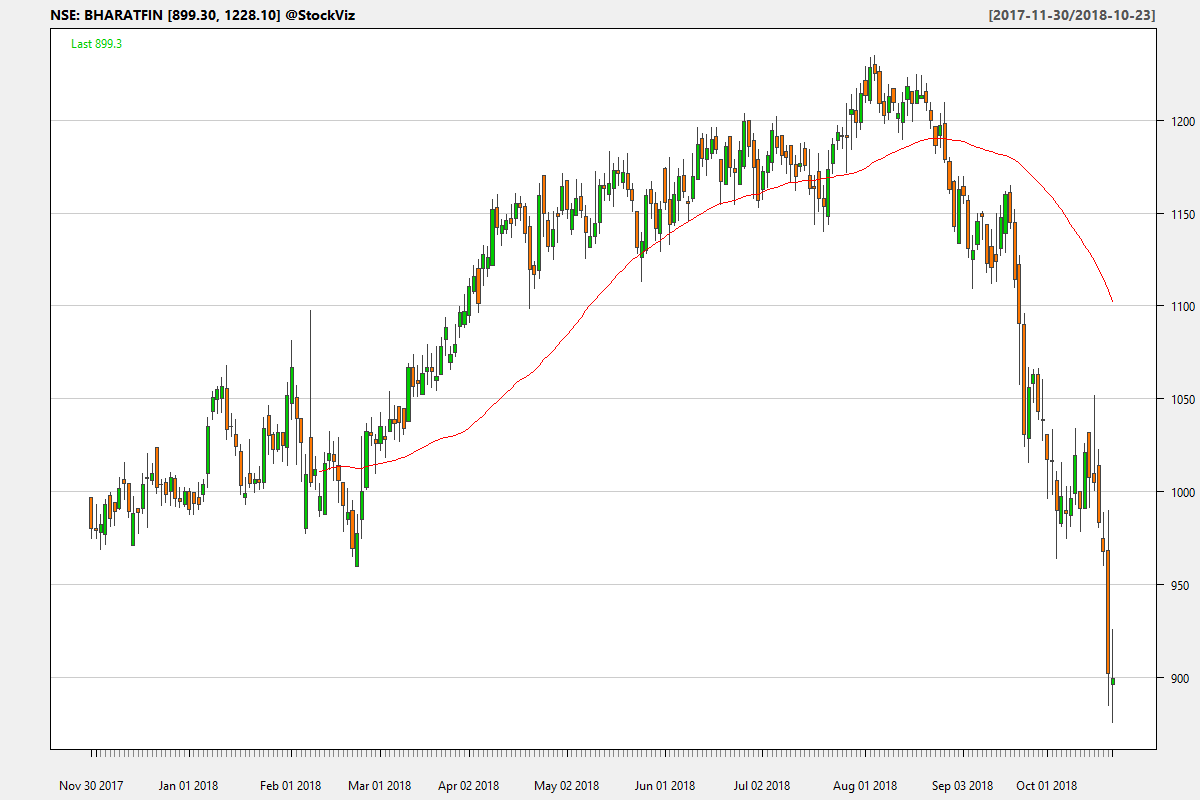 NSE: BHARATFIN [899.30, 1228.10] @StockViz [2017-11-30/2018-10-23]
Last 899.3
1200
1150
1100
1050
1000
950
900
Nov 30 2017 Jan 01 2018 Feb 01 2018 Mar 01 2018 Apr 02 2018 May 02 2018 Jun 01 2018 Jul 02 2018 Aug 01 2018 Sep 03 2018 Oct 01 2018